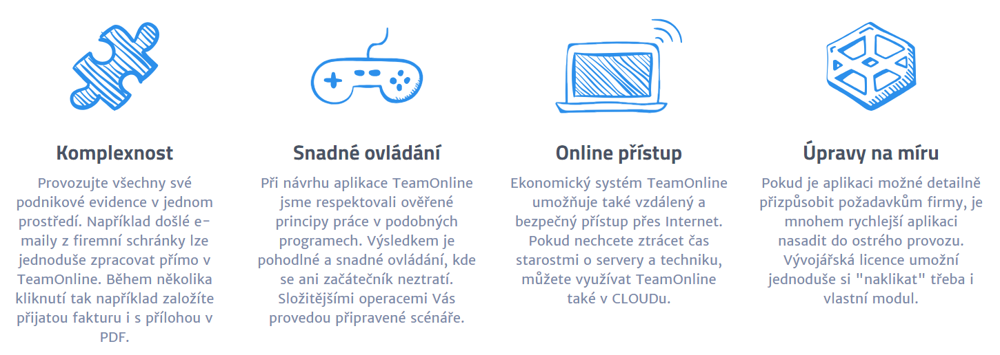 Komplexnost
Provozujte všechny své
podnikové evidence v jednom
prostředí. Například došlé e-
maily z firemní schránky lze
jednoduše zpracovat přímo v
TeamOnline. Během několika
kliknutí tak například založíte
přijatou fakturu i s přílohou v
PDF.
Snadné ovládání
Při návrhu aplikace TeamOnline
jsme respektovali ověřené
principy práce v podobných
programech. Výsledkem je
pohodlné a snadné ovládání, kde
se ani začátečník neztratí.
Složitějšími operacemi Vás
provedou připravené scénáře.
Online přístup
Ekonomický systém TeamOnline
umožňuje také vzdálený a
bezpečný přístup přes Internet.
Pokud nechcete ztrácet čas
starostmi o servery a techniku,
můžete využívat TeamOnline
také v CLOUDu.
Úpravy na míru
Pokud je aplikaci možné detailně
přizpůsobit požadavkům firmy, je
mnohem rychlejší aplikaci
nasadit do ostrého provozu.
Vývojářská licence umožní
jednoduše si "naklikat" třeba i
vlastní modul.